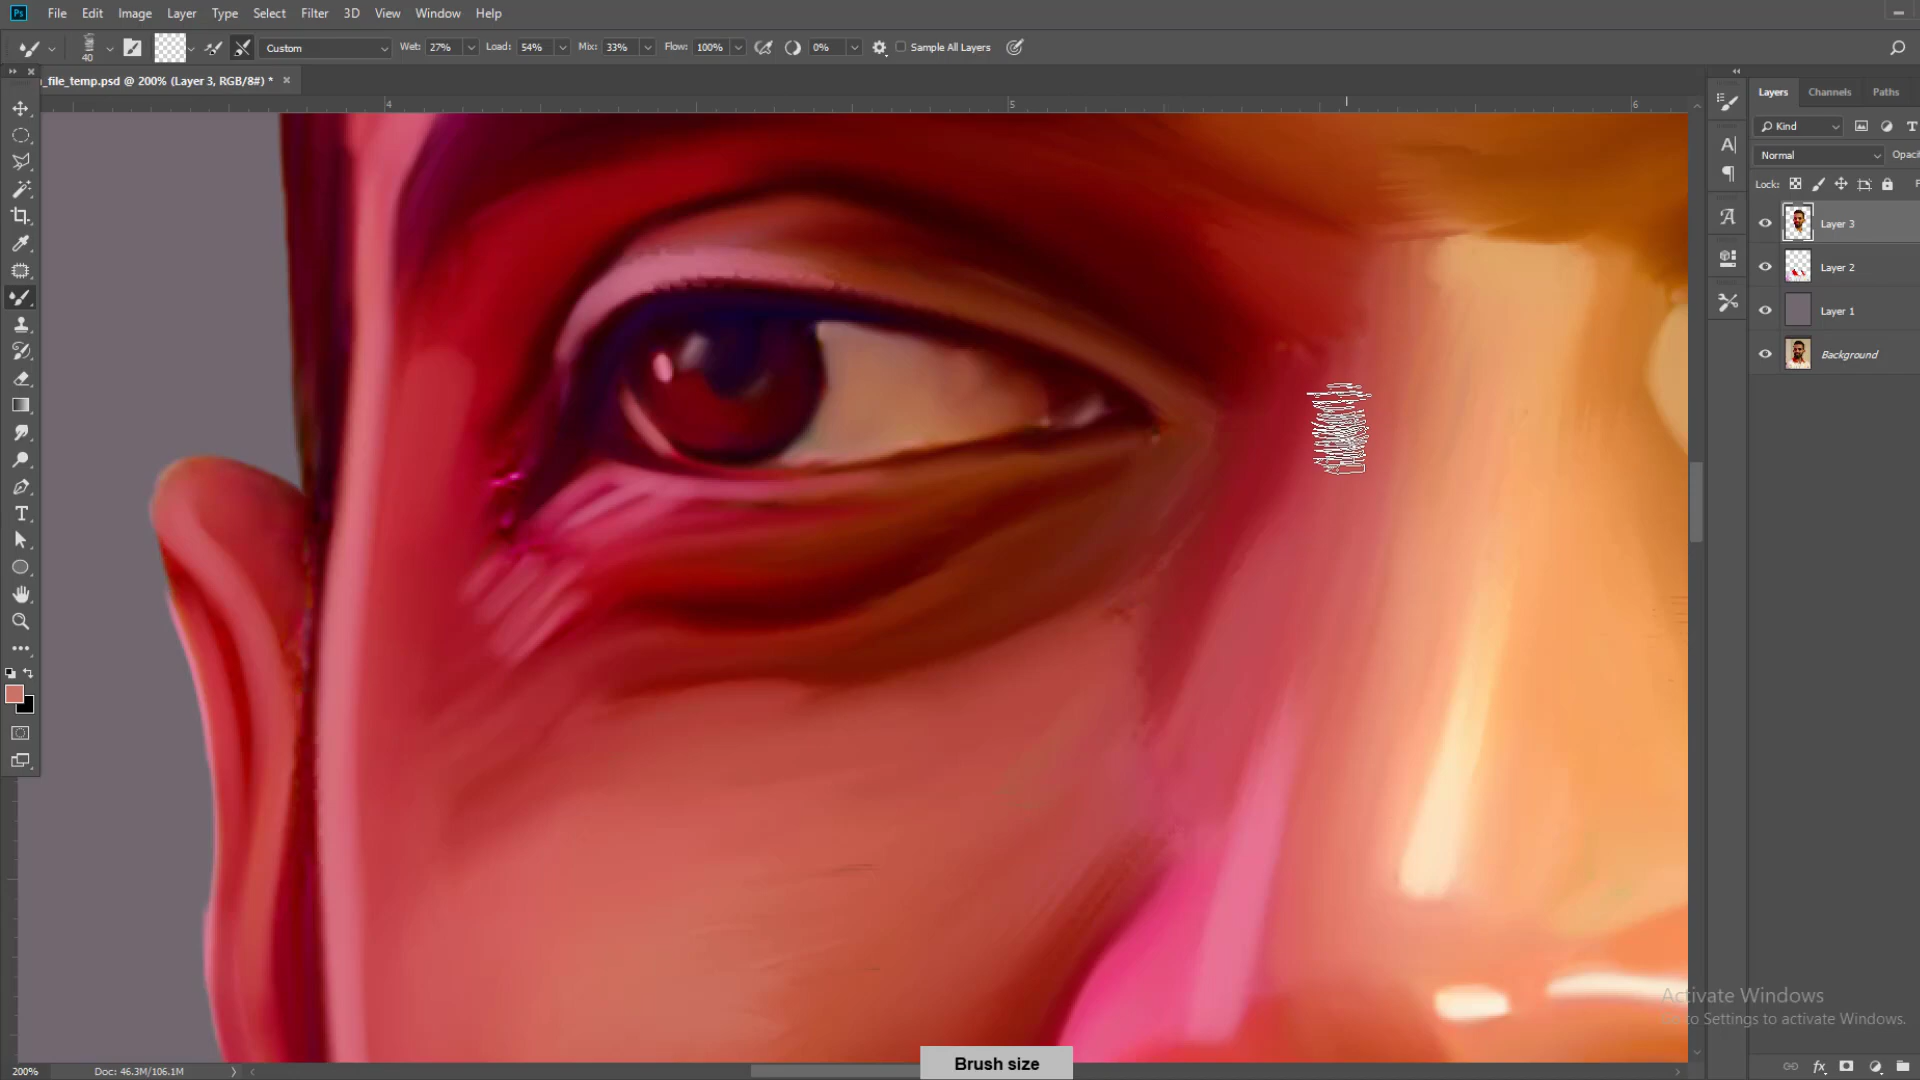 Ps File Edit Image Layer Type Select Filter 3D View Window Help
40 Custom Wet: 27% Load: 54% Mix: 33% Flow: 100% 0% Sample All Layers
_file_temp.psd @ 200% (Layer 3, RGB/8#) *
4 5 6
Layers Channels Paths
Kind
Normal Opaci
Lock: F
Layer 3
Layer 2
Layer 1
Background
Activate Windows
Go to Settings to activate Windows.
Brush size
200% Doc: 46.3M/106.1M